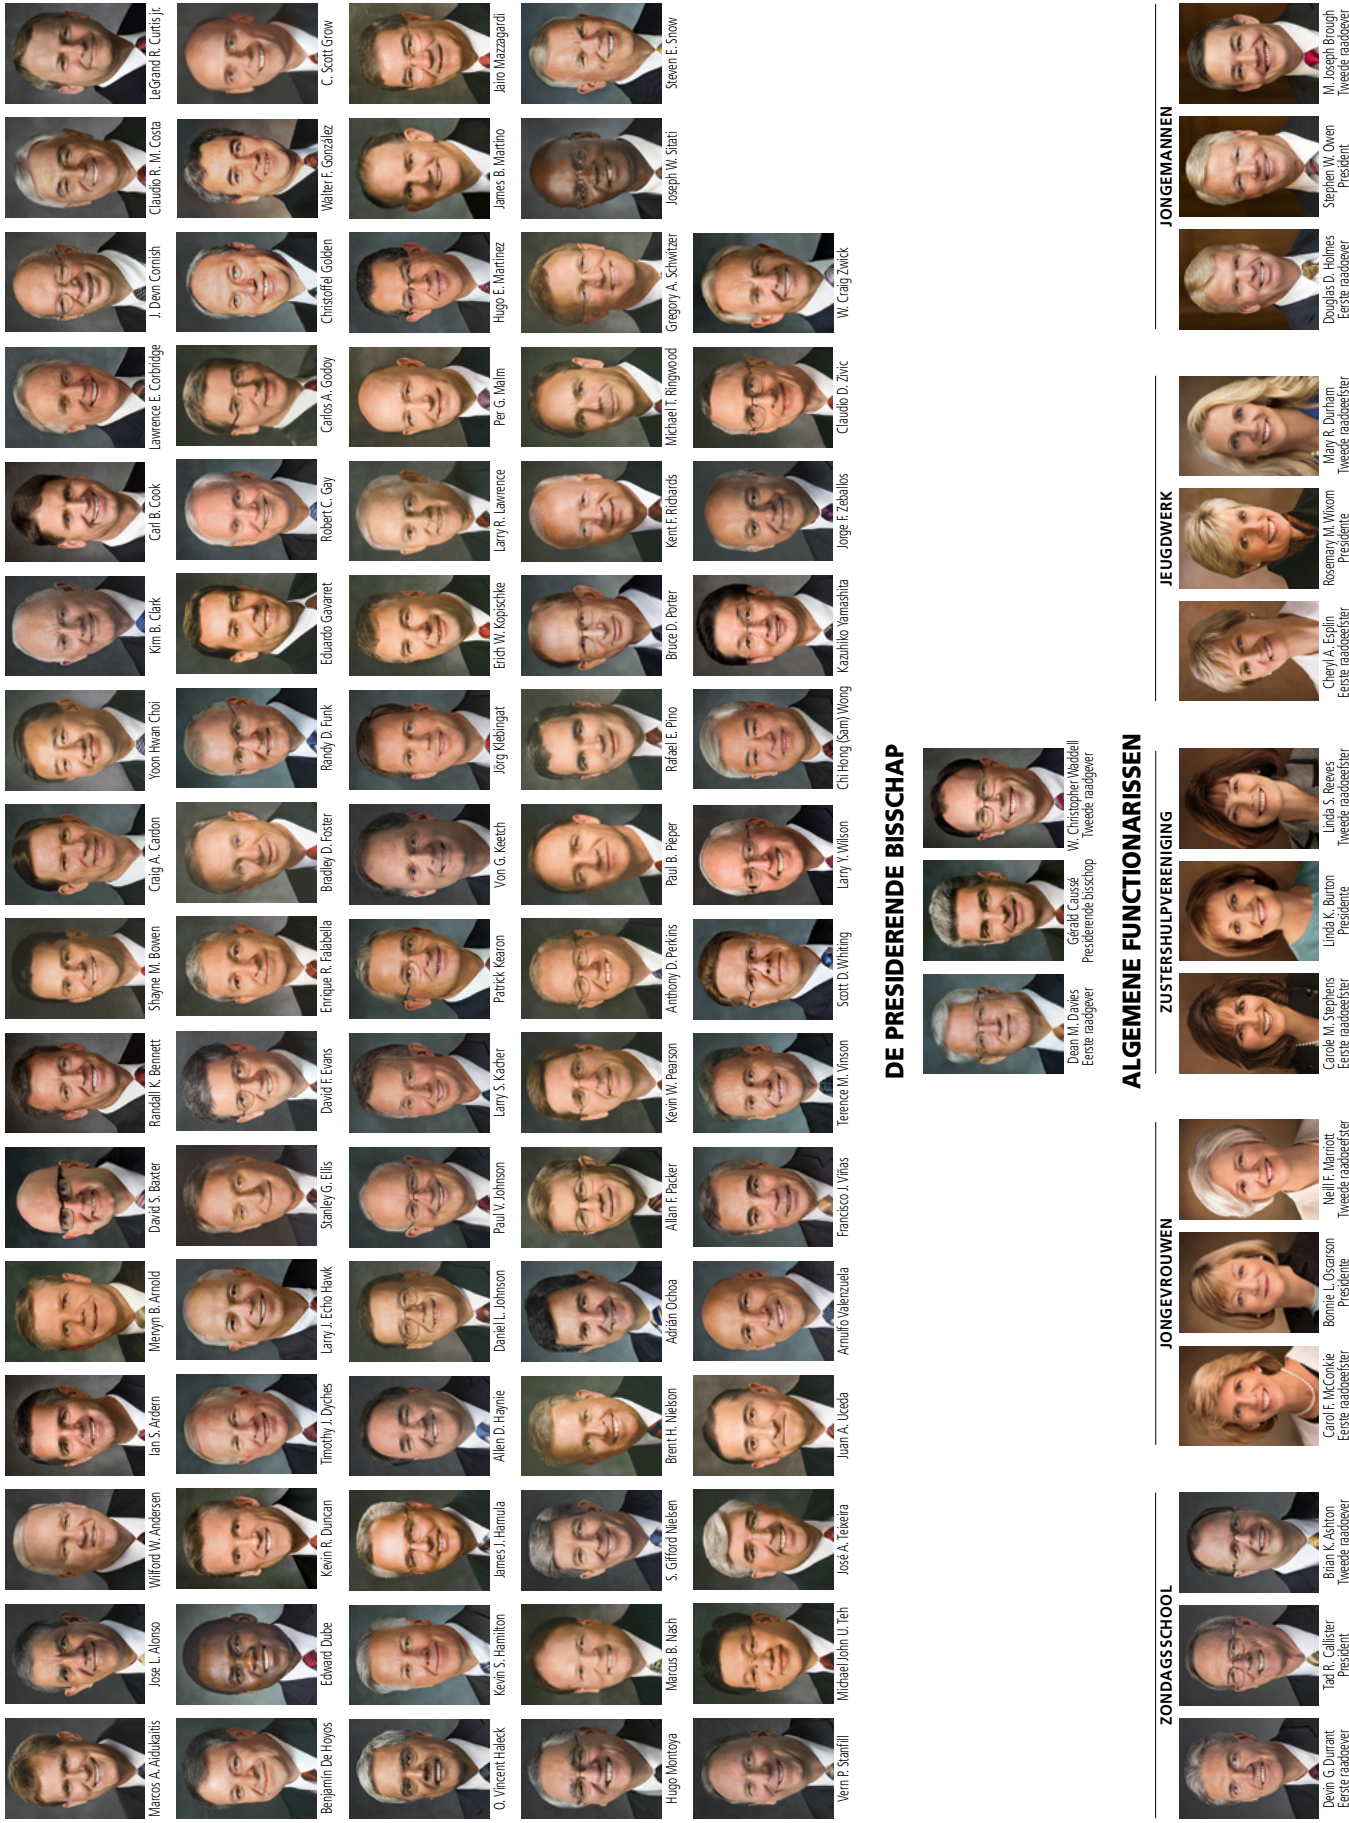 Marcos A. Aidukaitis
Jose L. Alonso
Wilford W. Andersen
Ian S. Ardern
Mervyn B. Arnold
David S. Baxter
Randall K. Bennett
Shayne M. Bowen
Craig A. Cardon
Yoon Hwan Choi
Kim B. Clark
Carl B. Cook
Lawrence E. Corbridge
J. Devn Cornish
Claudio R. M. Costa
LeGrand R. Curtis jr.
Benjamín De Hoyos
Edward Dube
Kevin R. Duncan
Timothy J. Dyches
Larry J. Echo Hawk
Stanley G. Ellis
David F. Evans
Enrique R. Falabella
Bradley D. Foster
Randy D. Funk
Eduardo Gavarret
Robert C. Gay
Carlos A. Godoy
Christoffel Golden
Walter F. González
C. Scott Grow
O. Vincent Haleck
Kevin S. Hamilton
James J. Hamula
Allen D. Haynie
Daniel L. Johnson
Paul V. Johnson
Larry S. Kacher
Patrick Kearon
Von G. Keetch
Jörg Klebingat
Erich W. Kopischke
Larry R. Lawrence
Per G. Malm
Hugo E. Martinez
James B. Martino
Jairo Mazzagardi
Hugo Montoya
Marcus B. Nash
S. Gifford Nielsen
Brent H. Nielson
Adrián Ochoa
Allan F. Packer
Kevin W. Pearson
Anthony D. Perkins
Paul B. Pieper
Rafael E. Pino
Bruce D. Porter
Kent F. Richards
Michael T. Ringwood
Gregory A. Schwitzer
Joseph W. Sitati
Steven E. Snow
Vern P. Stanfill
Michael John U. Teh
José A. Teixeira
Juan A. Uceda
Arnulfo Valenzuela
Francisco J. Viñas
Terence M. Vinson
Scott D. Whiting
Larry Y. Wilson
Chi Hong (Sam) Wong
Kazuhiko Yamashita
Jorge F. Zeballos
Claudio D. Zivic
W. Craig Zwick
DE PRESIDERENDE BISSCHAP
Dean M. Davies
Eerste raadgever
Gérald Caussé
Presiderende bisschop
W. Christopher Waddell
Tweede raadgever
ALGEMENE FUNCTIONARISSEN
ZONDAGSSCHOOL
Devin G. Durrant
Eerste raadgever
Tad R. Callister
President
Brian K. Ashton
Tweede raadgever
JONGEVROUWEN
Carol F. McConkie
Eerste raadgeefster
Bonnie L. Oscarson
Presidente
Neill F. Marriott
Tweede raadgeefster
ZUSTERSHULPVERENIGING
Carole M. Stephens
Eerste raadgeefster
Linda K. Burton
Presidente
Linda S. Reeves
Tweede raadgeefster
JEUGDWERK
Cheryl A. Esplin
Eerste raadgeefster
Rosemary M. Wixom
Presidente
Mary R. Durham
Tweede raadgeefster
JONGEMANNEN
Douglas D. Holmes
Eerste raadgever
Stephen W. Owen
President
M. Joseph Brough
Tweede raadgever